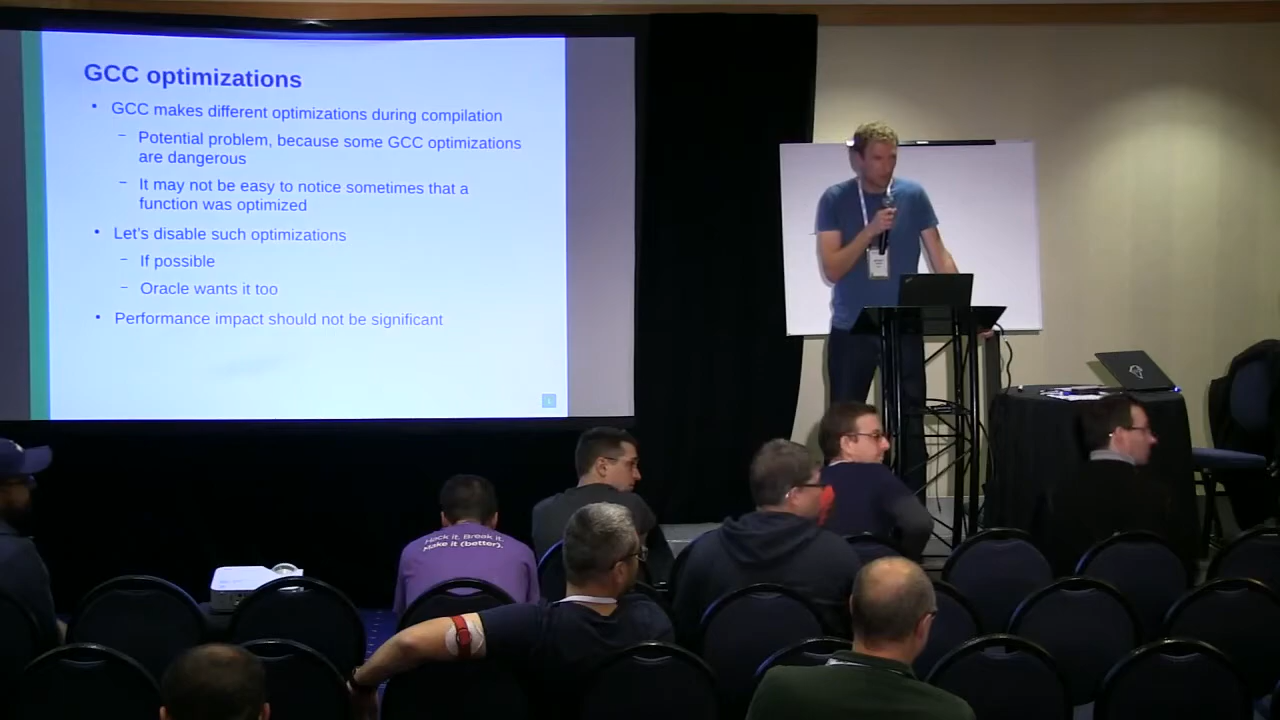 GCC optimizations
• GCC makes different optimizations during compilation
– Potential problem, because some GCC optimizations
are dangerous
– It may not be easy to notice sometimes that a
function was optimized
• Let's disable such optimizations
– If possible
– Oracle wants it too
• Performance impact should not be significant
Hack it. Break it.
Make it (better).